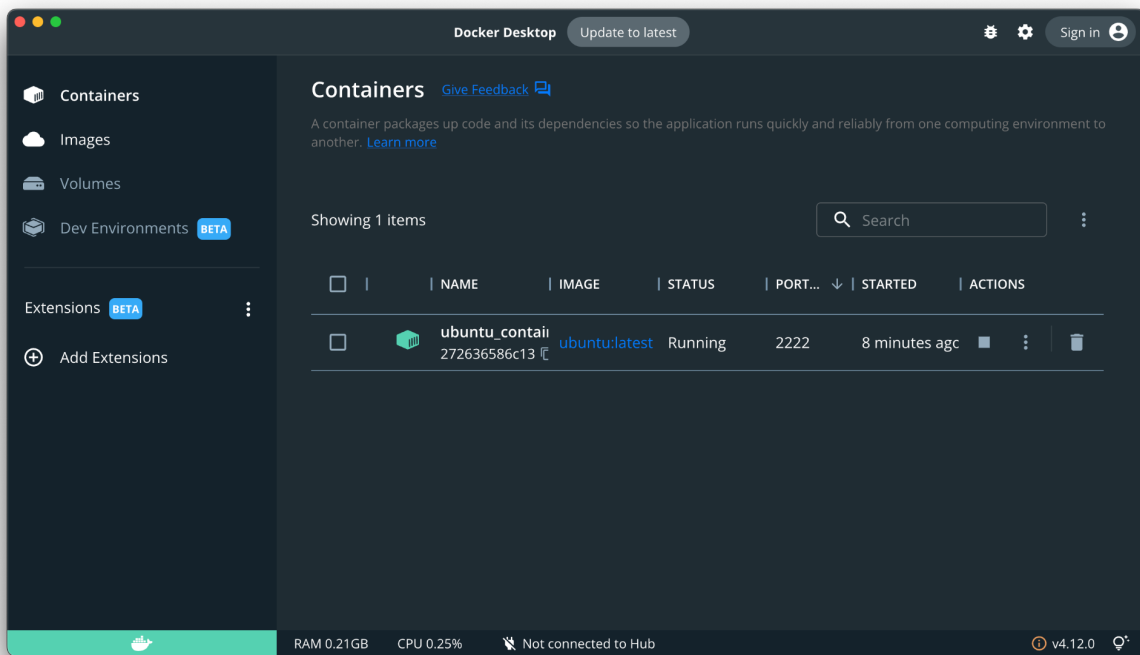 Docker Desktop
Update to latest
Sign in
Containers
Images
Volumes
Dev Environments BETA
Extensions BETA
Add Extensions
Containers Give Feedback
A container packages up code and its dependencies so the application runs quickly and reliably from one computing environment to
another. Learn more
Showing 1 items
Search
NAME IMAGE STATUS PORT... STARTED ACTIONS
ubuntu_contai
272636586c13
ubuntu:latest Running 2222 8 minutes agc
RAM 0.21GB CPU 0.25% Not connected to Hub v4.12.0